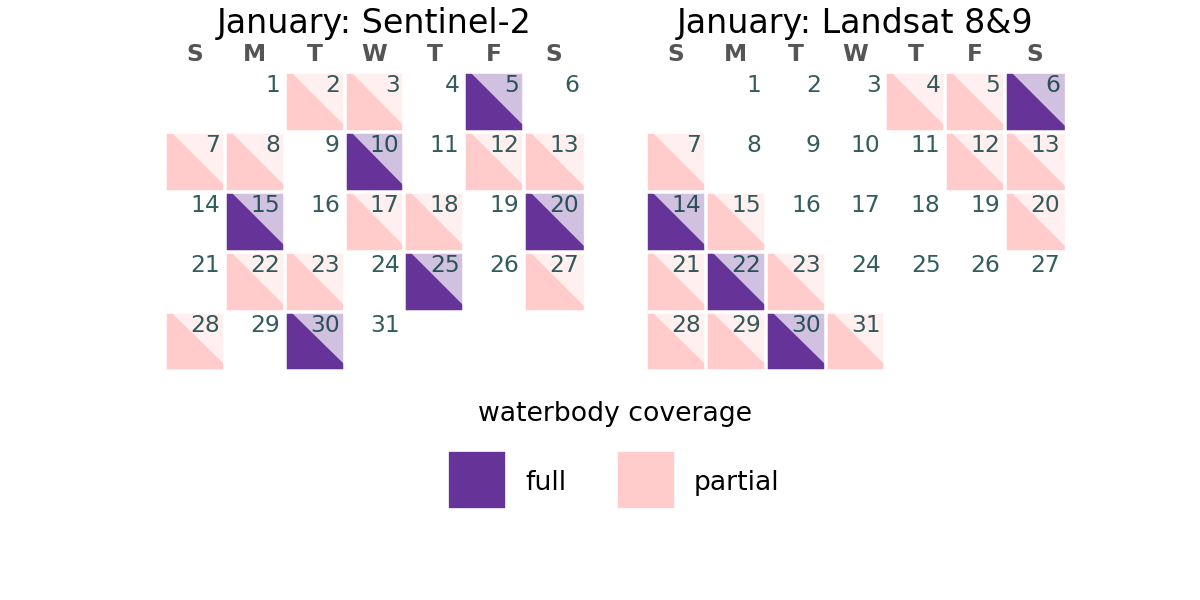 January: Sentinel-2
S M T W T F S
1 2 3 4 5 6
7 8 9 10 11 12 13
14 15 16 17 18 19 20
21 22 23 24 25 26 27
28 29 30 31
January: Landsat 8&9
S M T W T F S
1 2 3 4 5 6
7 8 9 10 11 12 13
14 15 16 17 18 19 20
21 22 23 24 25 26 27
28 29 30 31
waterbody coverage
full partial